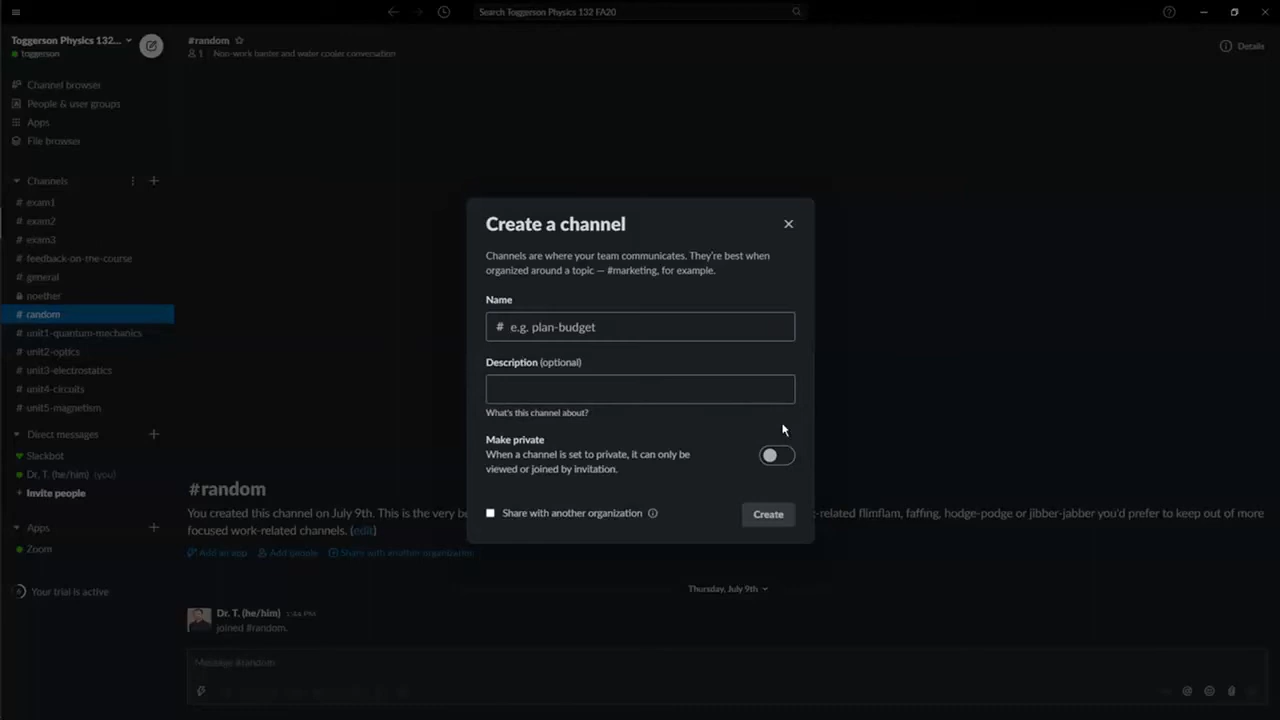 Search Toggerson Physics 132 FA20
Toggerson Physics 132...
toggerson
#random
1 | Non-work banter and water cooler conversation
Details
Channel browser
People & user groups
Apps
File browser
Channels
# exam1
# exam2
# exam3
# feedback-on-the-course
# general
noether
# random
# unit1-quantum-mechanics
# unit2-optics
# unit3-electrostatics
# unit4-circuits
# unit5-magnetism
Direct messages
Slackbot
Dr. T. (he/him) (you)
+ Invite people
Apps
Zoom
Your trial is active
Create a channel
Channels are where your team communicates. They're best when
organized around a topic — #marketing, for example.
Name
# e.g. plan-budget
Description (optional)
What's this channel about?
Make private
When a channel is set to private, it can only be
viewed or joined by invitation.
Share with another organization
Create
#random
You created this channel on July 9th. This is the very be -related flimflam, faffing, hodge-podge or jibber-jabber you'd prefer to keep out of more
focused work-related channels. (edit)
Add an app Add people Share with another organization
Thursday, July 9th
Dr. T. (he/him) 1:44 PM
joined #random.
Message #random